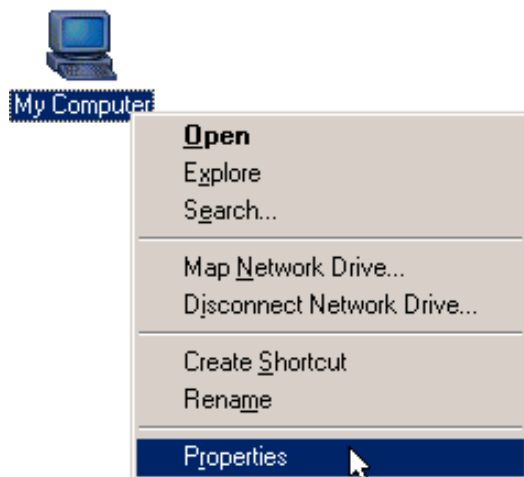 My Computer
Open
Explore
Search...
Map Network Drive...
Disconnect Network Drive...
Create Shortcut
Rename
Properties